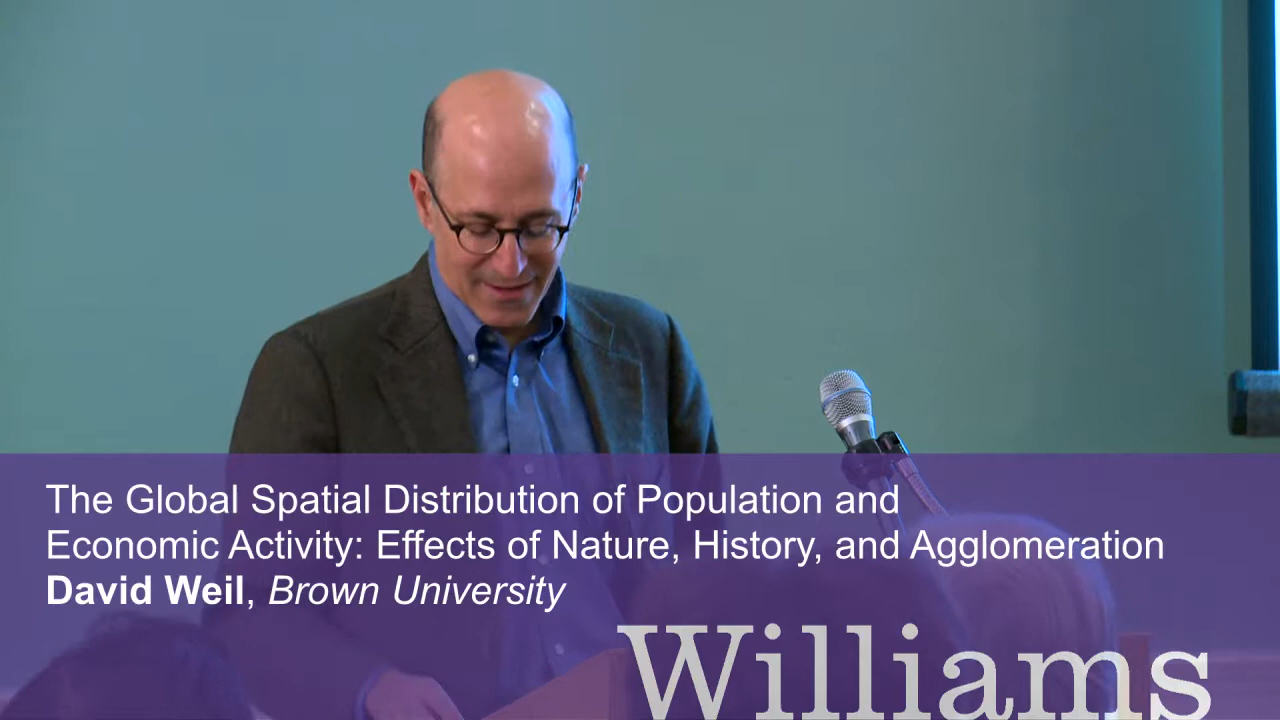 The Global Spatial Distribution of Population and
Economic Activity: Effects of Nature, History, and Agglomeration
David Weil, Brown University
Williams